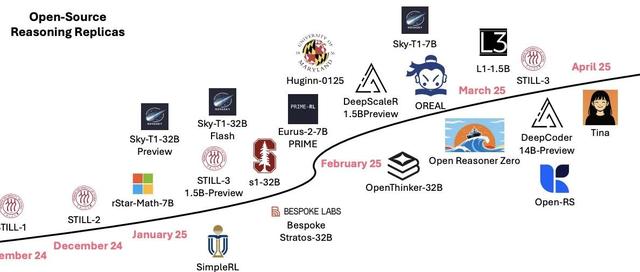 Open-Source
Reasoning Replicas
STILL-1
ember 24
STILL-2
December 24
rStar-Math-7B
January 25
Sky-T1-32B
Preview
Sky-T1-32B
Flash
STILL-3
1.5B-Preview
SimpleRL
s1-32B
BESPOKE LABS
Bespoke
Stratos-32B
UNIVERSITY OF
MARYLAND
Huginn-0125
PRIME-RL
Eurus-2-7B
PRIME
February 25
DeepScaleR
1.5BPreview
OpenThinker-32B
Sky-T1-7B
OREAL
March 25
L3
L1-1.5B
STILL-3
Open Reasoner Zero
April 25
DeepCoder
14B-Preview
Open-RS
Tina